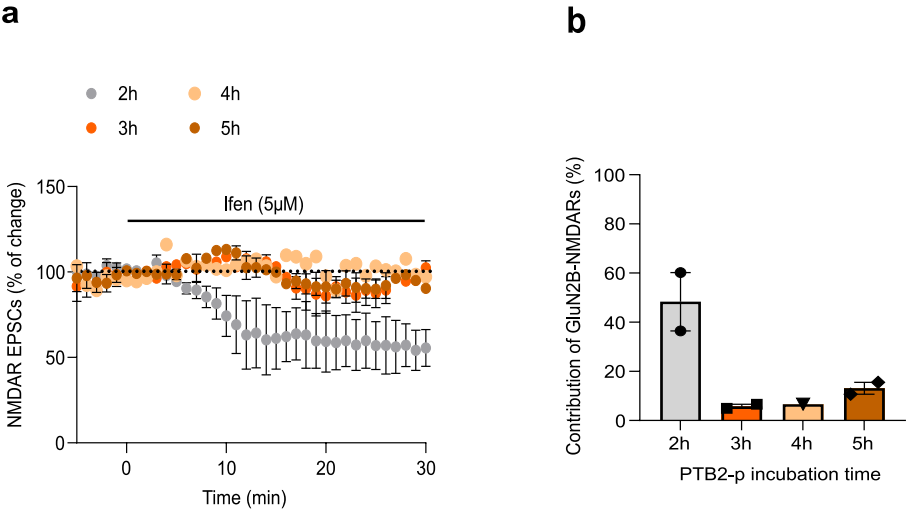 a
2h
4h
3h
5h
NMDAR EPSCs (% of change)
150
100
50
0
Ifen (5µM)
0
10
20
30
Time (min)
b
Contribution of GluN2B-NMDARs (%)
100
80
60
40
20
0
2h
3h
4h
5h
PTB2-p incubation time